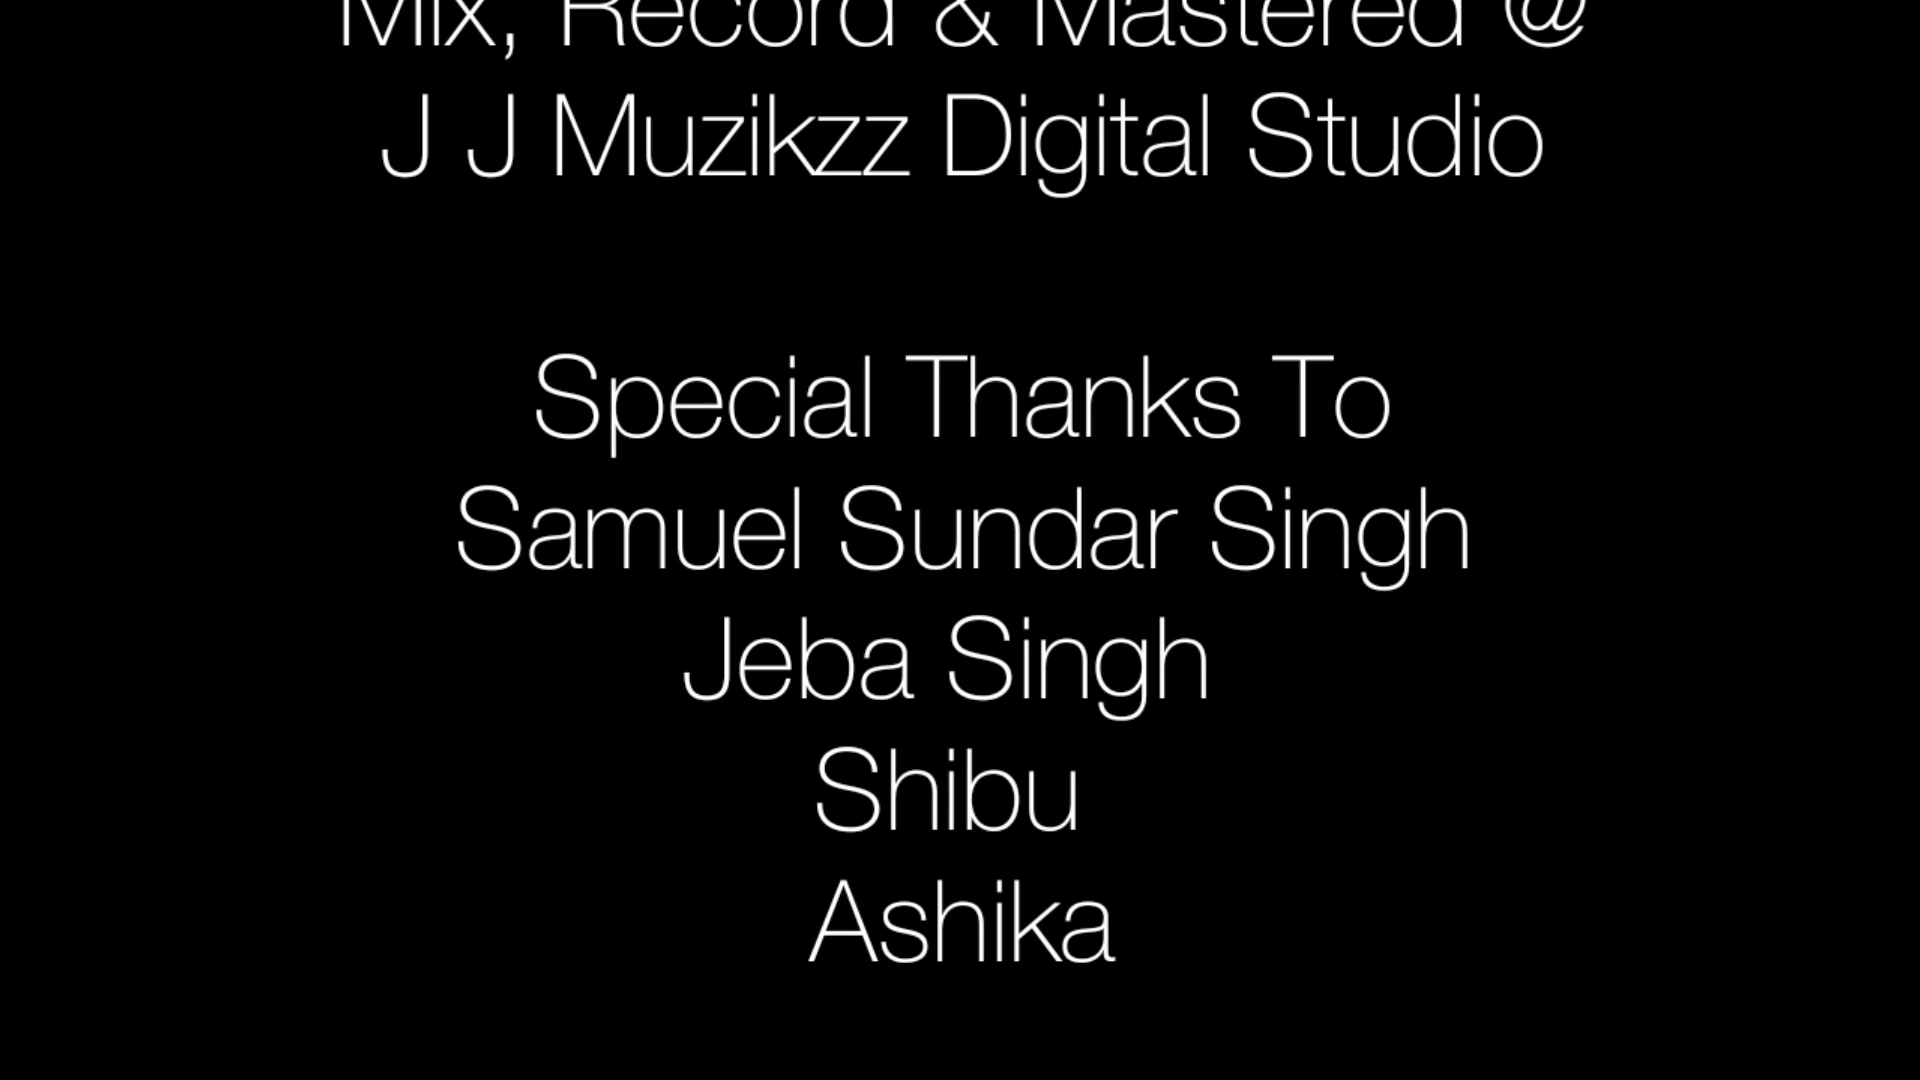 Mix, Record & Mastered @
J J Muzikzz Digital Studio
Special Thanks To
Samuel Sundar Singh
Jeba Singh
Shibu
Ashika